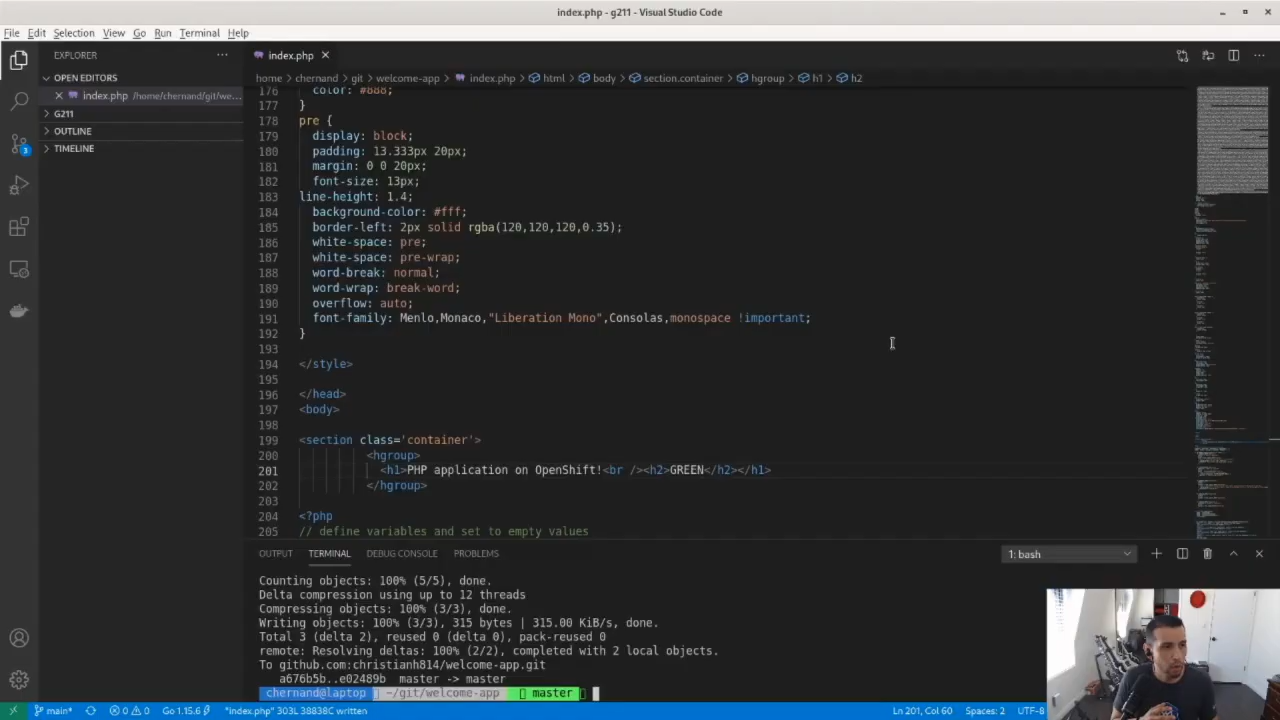 index.php - g211 - Visual Studio Code
File Edit Selection View Go Run Terminal Help
EXPLORER
index.php
OPEN EDITORS
home > chernand > git > welcome-app > index.php > html > body > section.container > hgroup > h1 > h2
index.php /home/chernand/git/we...
G211
OUTLINE
TIMELINE
3
176 color: #888;
177 }
178 pre {
179 display: block;
180 padding: 13.333px 20px;
181 margin: 0 0 20px;
182 font-size: 13px;
183 line-height: 1.4;
184 background-color: #fff;
185 border-left: 2px solid rgba(120,120,120,0.35);
186 white-space: pre;
187 white-space: pre-wrap;
188 word-break: normal;
189 word-wrap: break-word;
190 overflow: auto;
191 font-family: Menlo,Monaco,"Liberation Mono",Consolas,monospace !important;
192 }
193
194 </style>
195
196 </head>
197 <body>
198
199 <section class='container'>
200 <hgroup>
201 <h1>PHP application on OpenShift!<br /><h2>GREEN</h2></h1>
202 </hgroup>
203
204 <?php
205 // define variables and set to empty values
OUTPUT TERMINAL DEBUG CONSOLE PROBLEMS 1: bash
Counting objects: 100% (5/5), done.
Delta compression using up to 12 threads
Compressing objects: 100% (3/3), done.
Writing objects: 100% (3/3), 315 bytes | 315.00 KiB/s, done.
Total 3 (delta 2), reused 0 (delta 0), pack-reused 0
remote: Resolving deltas: 100% (2/2), completed with 2 local objects.
To github.com:christianh814/welcome-app.git
a676b5b..e02489b master -> master
chernand@laptop ~/git/welcome-app master
main* 0 0 Go 1.15.6 "index.php" 303L 38838C written Ln 201, Col 60 Spaces: 2 UTF-8